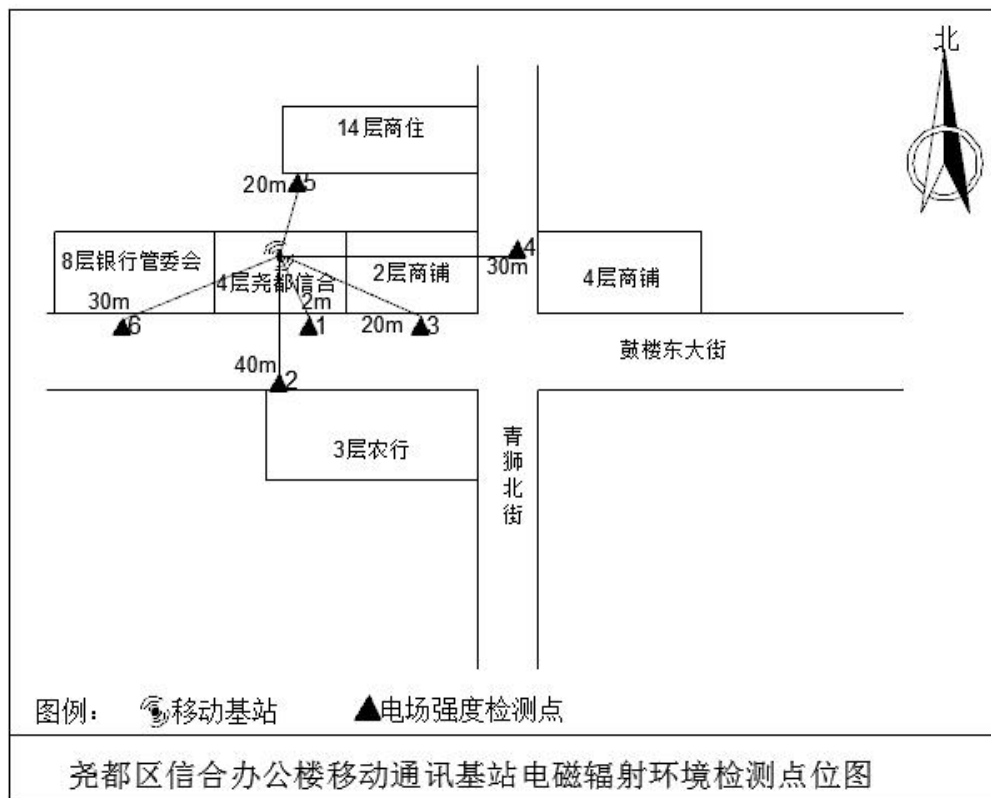 北
14层商住
20m
5
8层银行管委会
4层尧都信合
2层商铺
4
30m
4层商铺
30m
2m
6
1
20m
3
鼓楼东大街
40m
2
3层农行
青狮北街
图例：
移动基站
电场强度检测点
尧都区信合办公楼移动通讯基站电磁辐射环境检测点位图